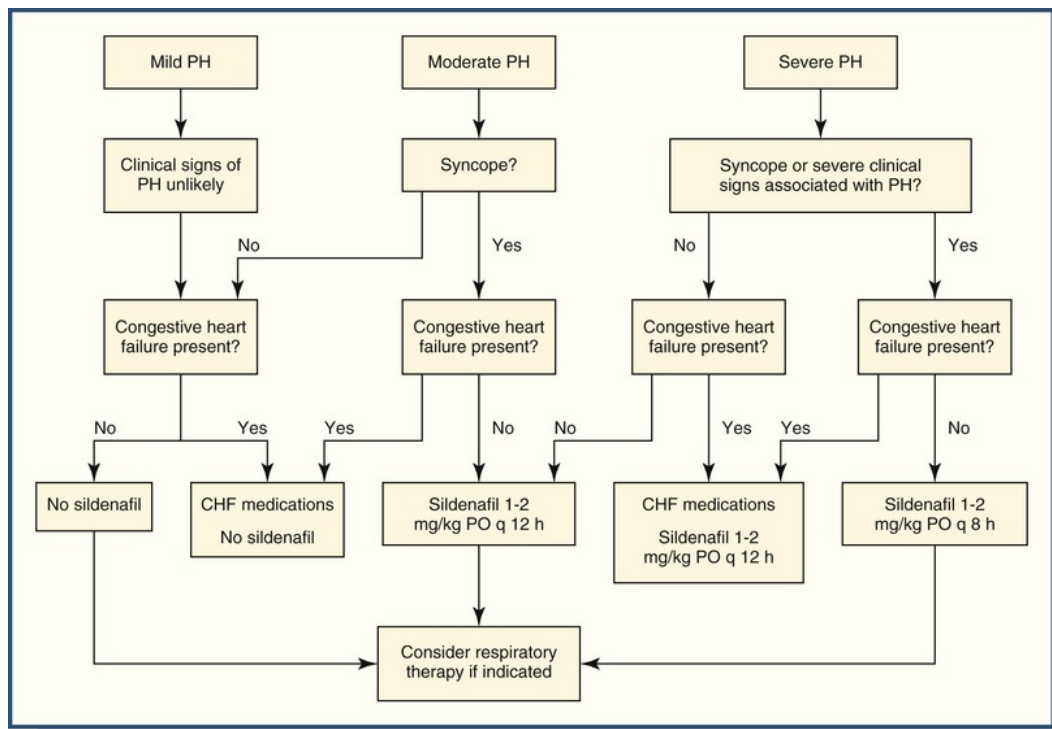 Mild PH
Moderate PH
Severe PH
Clinical signs of
PH unlikely
Syncope?
Syncope or severe clinical
signs associated with PH?
No
Yes
No
Yes
Congestive heart
failure present?
Congestive heart
failure present?
Congestive heart
failure present?
Congestive heart
failure present?
No
Yes
Yes
No
No
Yes
Yes
No
No sildenafil
CHF medications
No sildenafil
Sildenafil 1-2
mg/kg PO q 12 h
CHF medications
Sildenafil 1-2
mg/kg PO q 12 h
Sildenafil 1-2
mg/kg PO q 8 h
Consider respiratory
therapy if indicated